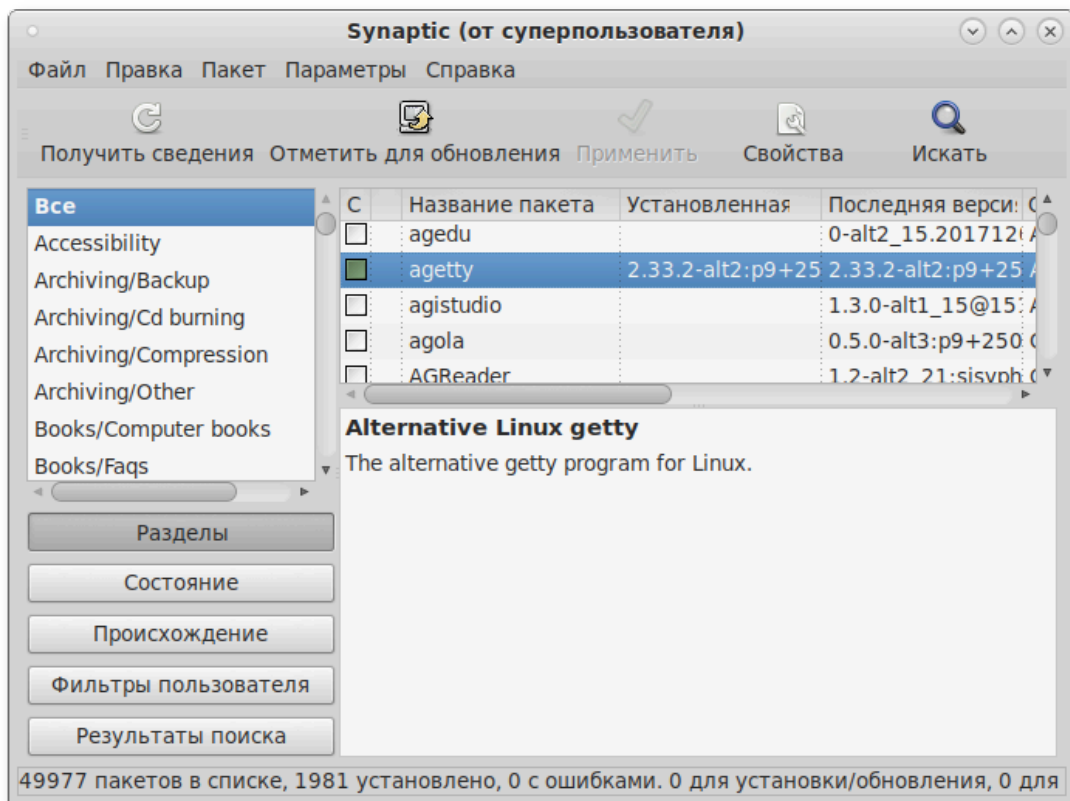 Synaptic (от суперпользователя)
Файл Правка Пакет Параметры Справка
Получить сведения Отметить для обновления Применить Свойства Искать
Все
Accessibility
Archiving/Backup
Archiving/Cd burning
Archiving/Compression
Archiving/Other
Books/Computer books
Books/Faqs
С Название пакета Установленная Последняя
agedu 0-alt2_15.2017120
agetty 2.33.2-alt2:p9+25 2.33.2-alt2:p9+25
agistudio 1.3.0-alt1_15@15
agola 0.5.0-alt3:p9+250
AGReader 1.2-alt2_21:sisyph
Alternative Linux getty
The alternative getty program for Linux.
Разделы
Состояние
Происхождение
Фильтры пользователя
Результаты поиска
49977 пакетов в списке, 1981 установлено, 0 с ошибками. 0 для установки/обновления, 0 для